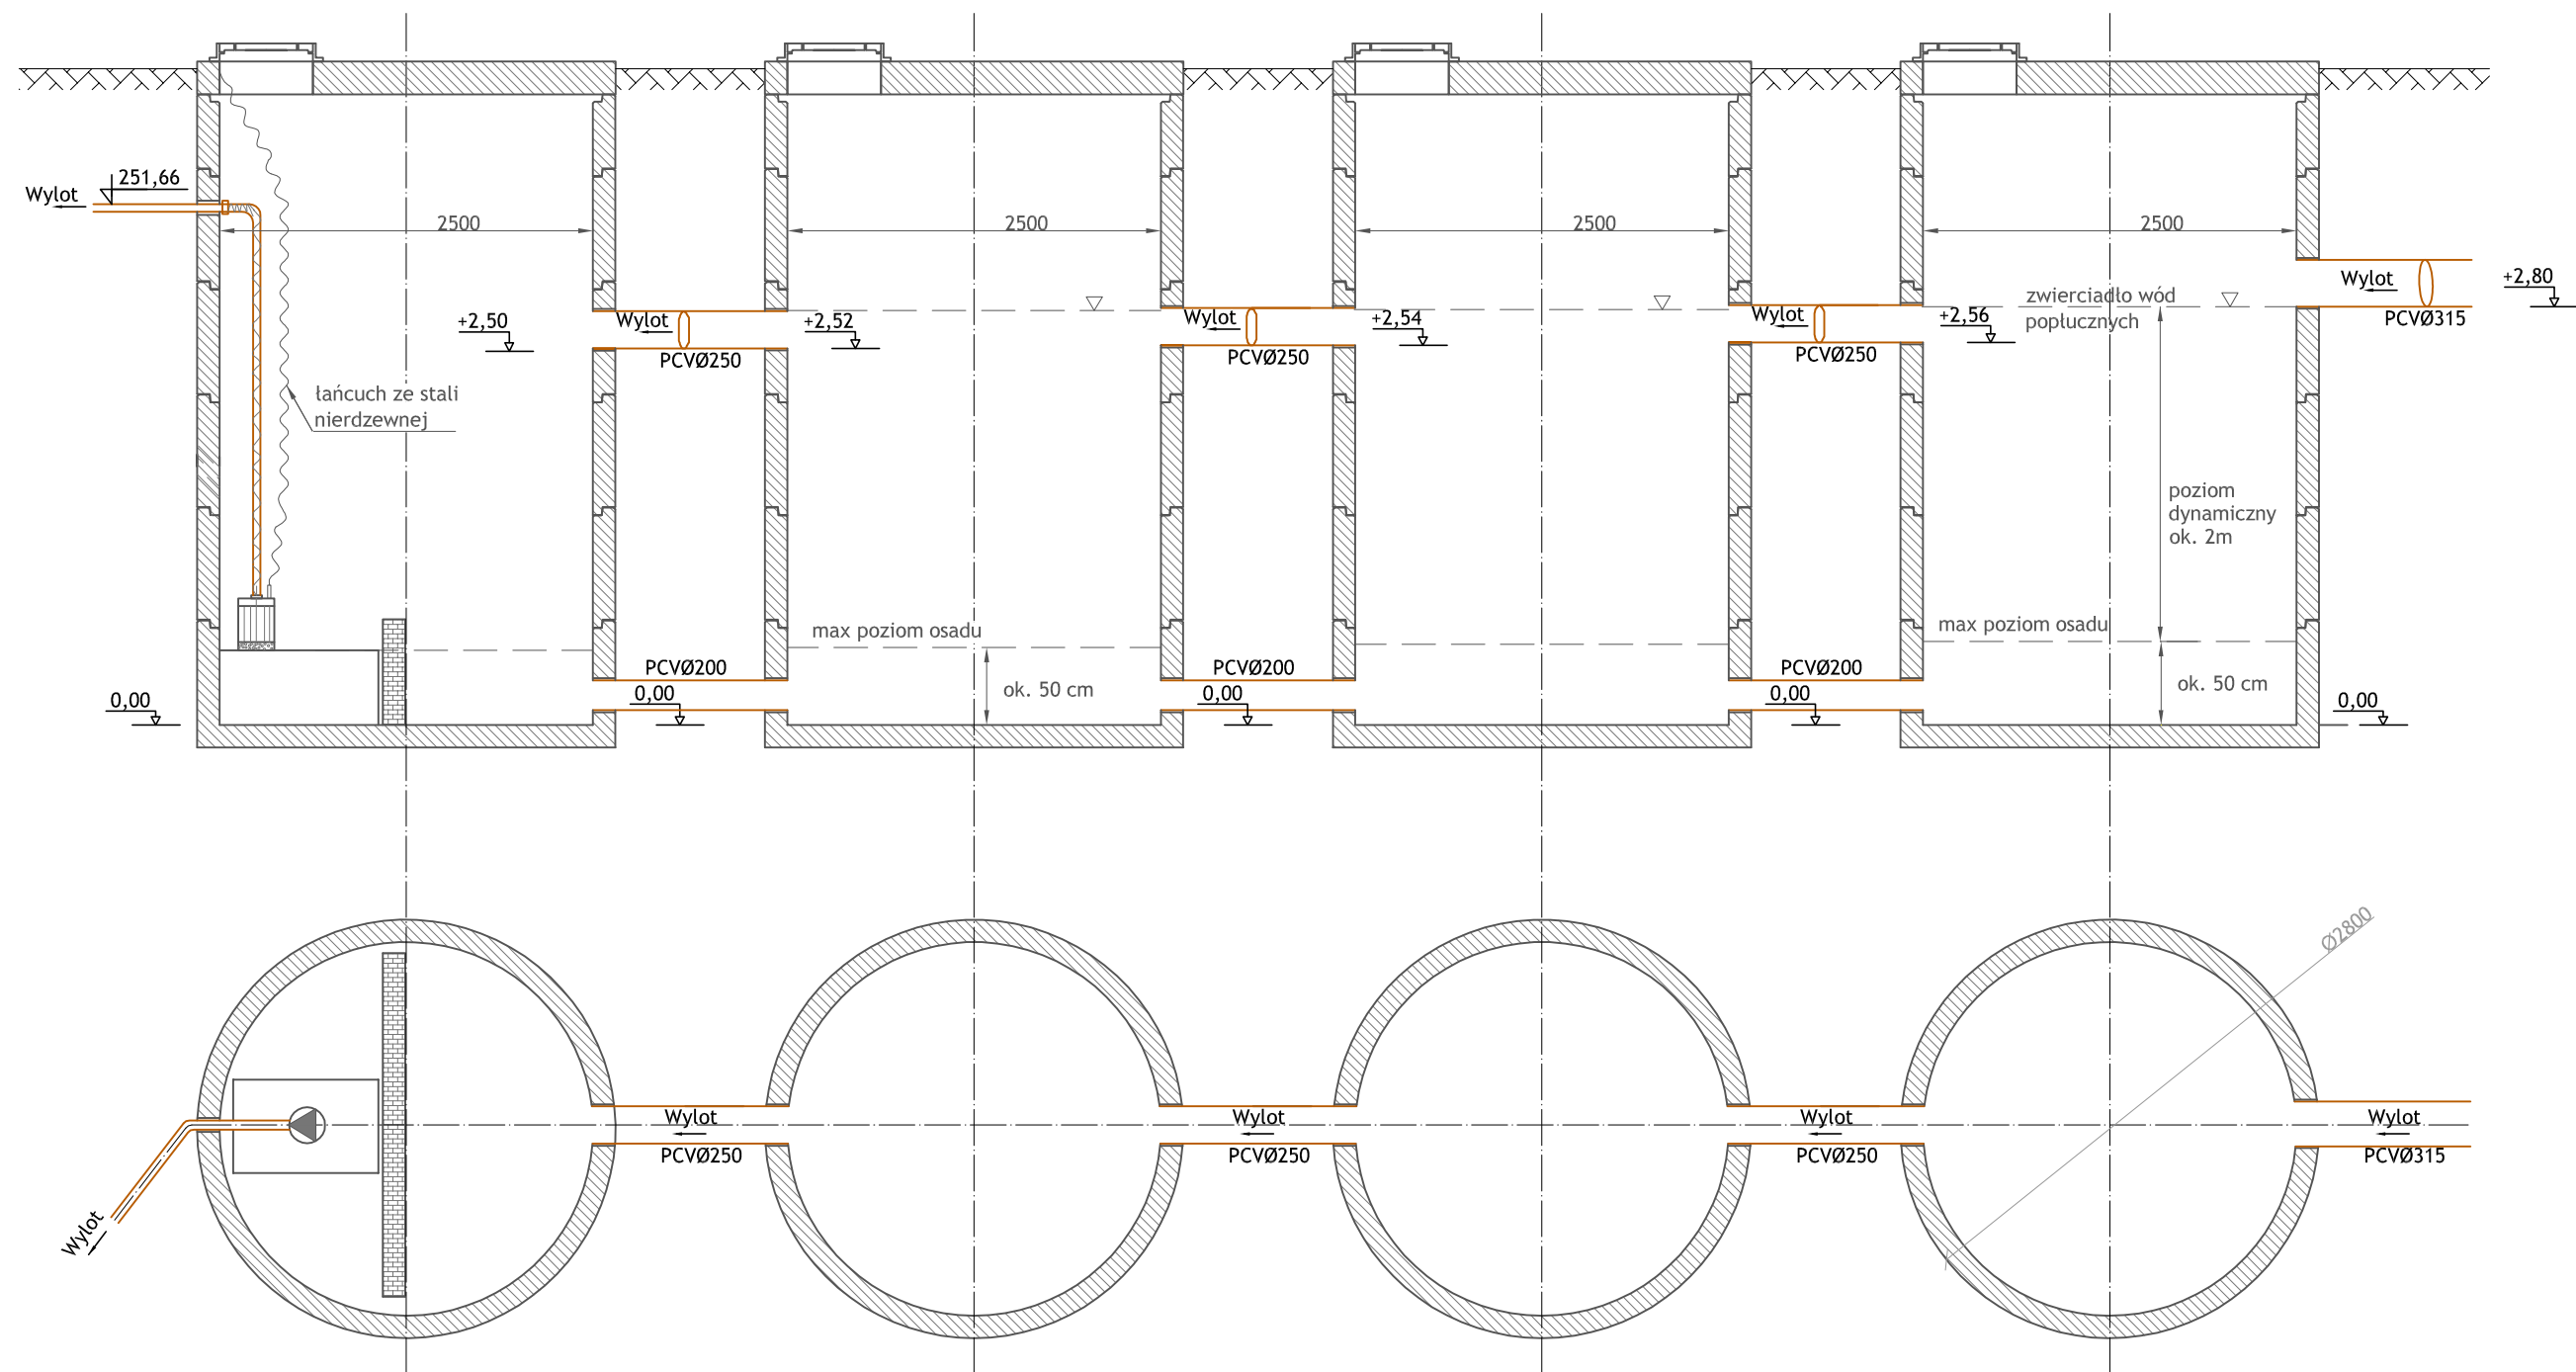 251,66
Wylot
2500
2500
2500
2500
+2,50
Wylot
PCVØ250
+2,52
Wylot
PCVØ250
+2,54
Wylot
PCVØ250
+2,56
zwierciadło wód
popłucznych
Wylot
PCVØ315
+2,80
łańcuch ze stali
nierdzewnej
poziom
dynamiczny
ok. 2m
max poziom osadu
max poziom osadu
PCVØ200
PCVØ200
PCVØ200
0,00
0,00
ok. 50 cm
0,00
0,00
ok. 50 cm
0,00
Ø2800
Wylot
PCVØ250
Wylot
PCVØ250
Wylot
PCVØ250
Wylot
PCVØ315
Wylot